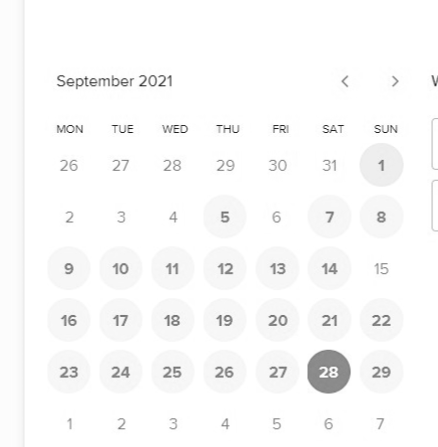 September 2021 < >
MON TUE WED THU FRI SAT SUN
26 27 28 29 30 31 1
2 3 4 5 6 7 8
9 10 11 12 13 14 15
16 17 18 19 20 21 22
23 24 25 26 27 28 29
1 2 3 4 5 6 7